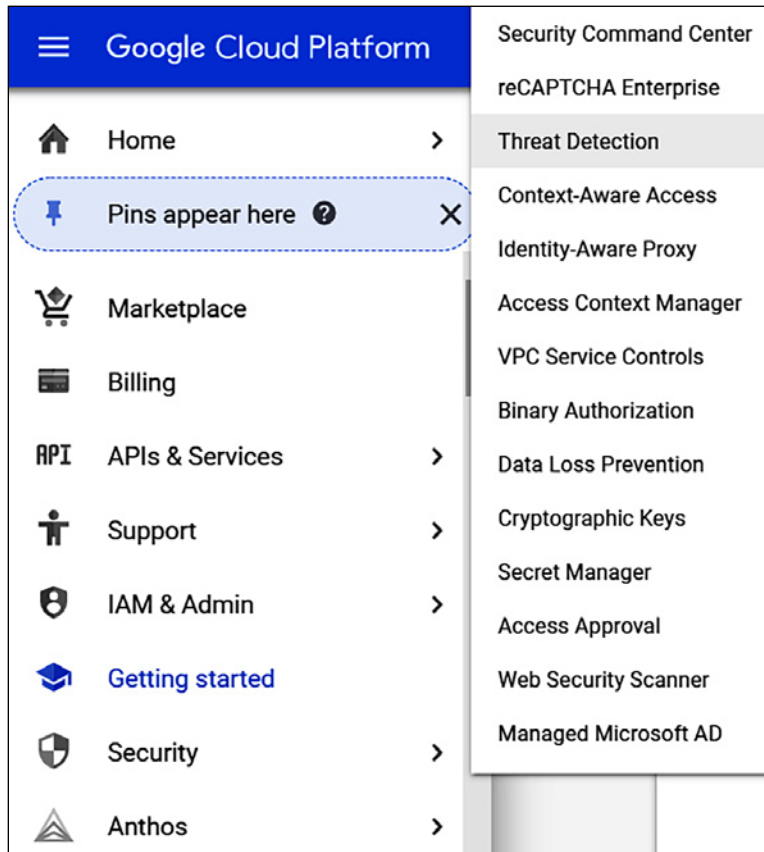 Google Cloud Platform
Home
Pins appear here ?
Marketplace
Billing
API APIs & Services
Support
IAM & Admin
Getting started
Security
Anthos
Security Command Center
reCAPTCHA Enterprise
Threat Detection
Context-Aware Access
Identity-Aware Proxy
Access Context Manager
VPC Service Controls
Binary Authorization
Data Loss Prevention
Cryptographic Keys
Secret Manager
Access Approval
Web Security Scanner
Managed Microsoft AD